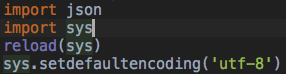 import json
import sys
reload(sys)
sys.setdefaultencoding('utf-8')